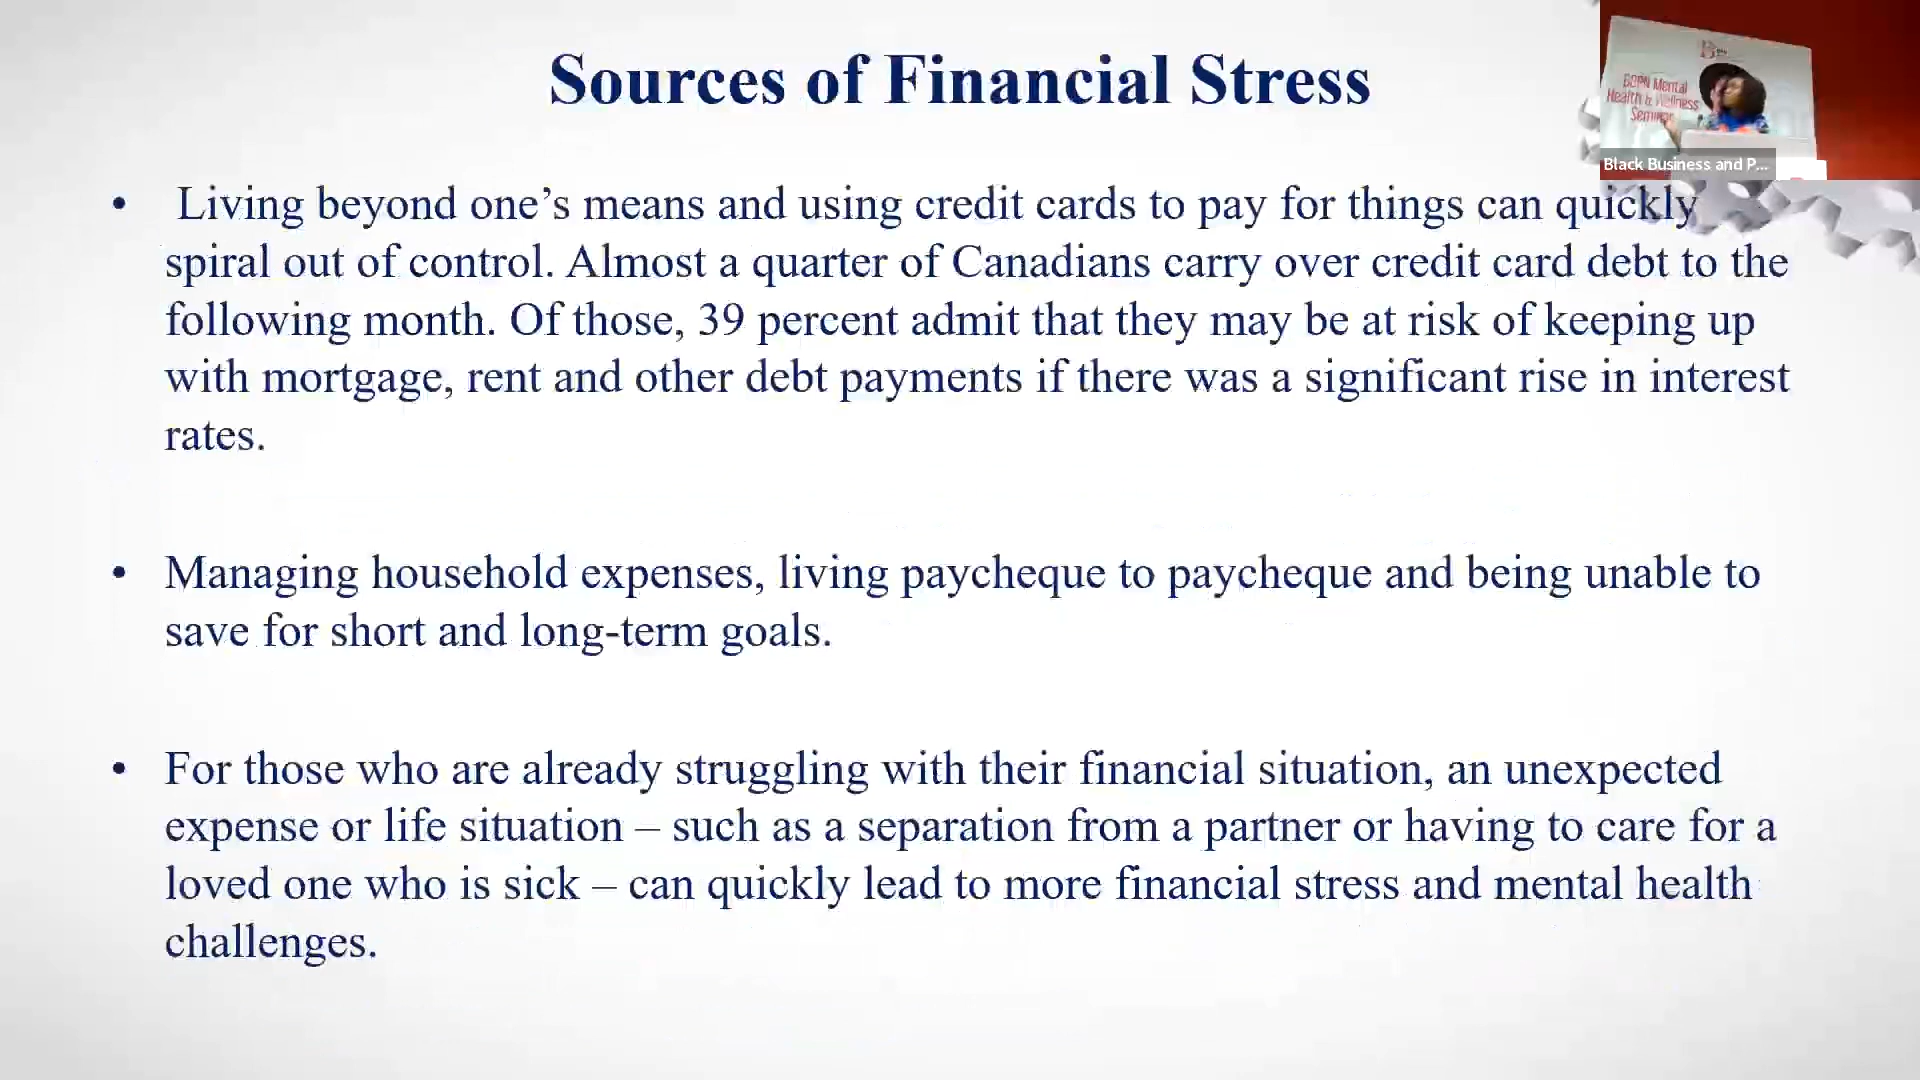 Sources of Financial Stress
BBPN Mental
Health & Wellness
Seminar
Black Business and P...
• Living beyond one’s means and using credit cards to pay for things can quickly
spiral out of control. Almost a quarter of Canadians carry over credit card debt to the
following month. Of those, 39 percent admit that they may be at risk of keeping up
with mortgage, rent and other debt payments if there was a significant rise in interest
rates.
• Managing household expenses, living paycheque to paycheque and being unable to
save for short and long-term goals.
• For those who are already struggling with their financial situation, an unexpected
expense or life situation – such as a separation from a partner or having to care for a
loved one who is sick – can quickly lead to more financial stress and mental health
challenges.